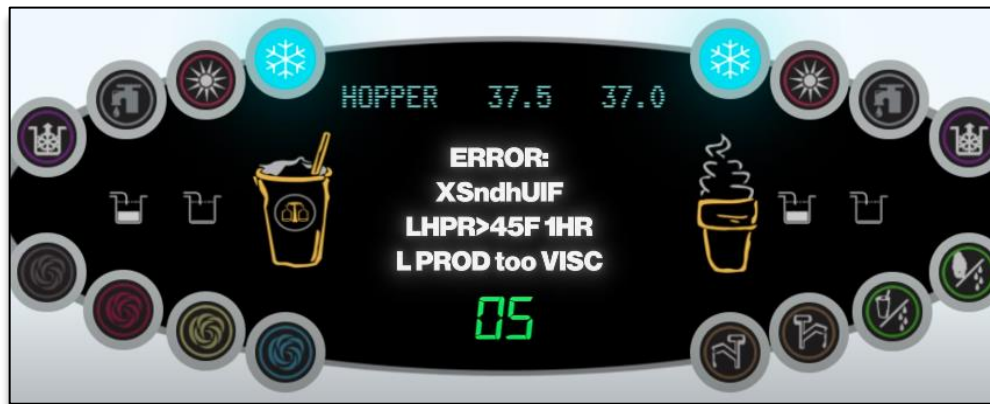 HOPPER 37.5 37.0
ERROR:
XSndhUIF
LHPR>45F 1HR
L PROD too VISC
05